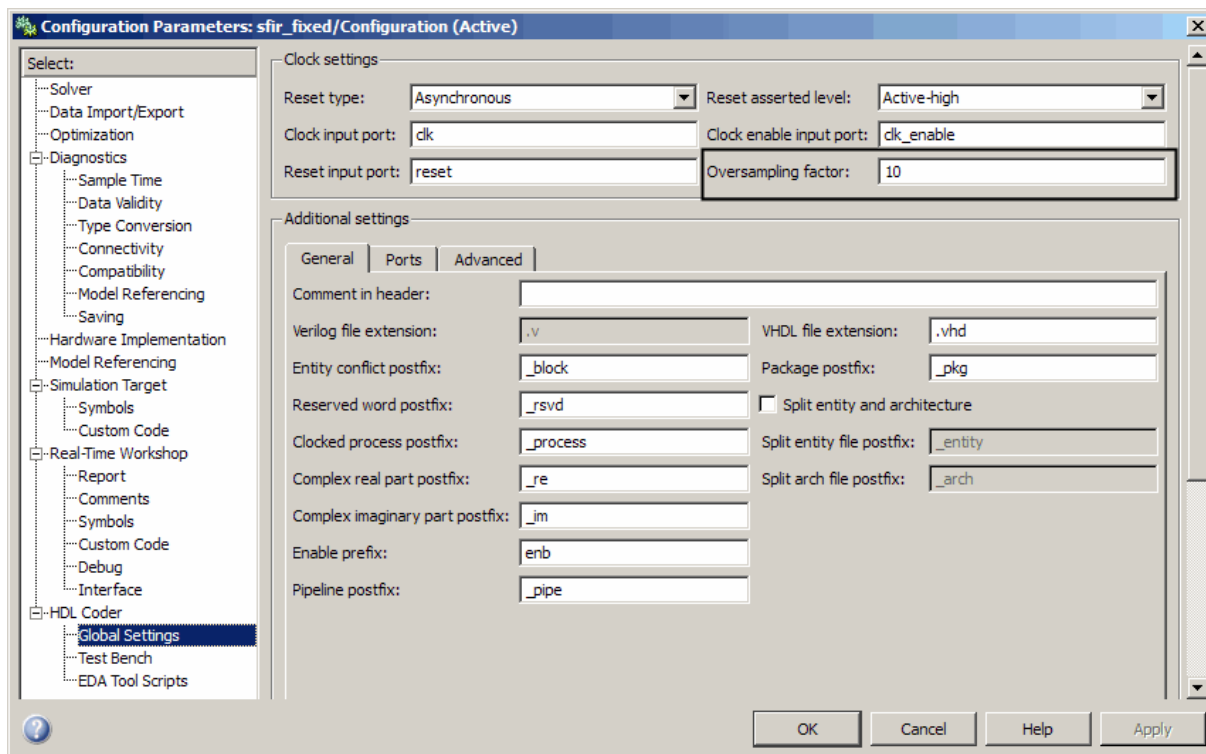 Configuration Parameters: sfir_fixed/Configuration (Active)
Select:
Solver
Data Import/Export
Optimization
Diagnostics
Sample Time
Data Validity
Type Conversion
Connectivity
Compatibility
Model Referencing
Saving
Hardware Implementation
Model Referencing
Simulation Target
Symbols
Custom Code
Real-Time Workshop
Report
Comments
Symbols
Custom Code
Debug
Interface
HDL Coder
Global Settings
Test Bench
EDA Tool Scripts
Clock settings
Reset type: Asynchronous Reset asserted level: Active-high
Clock input port: clk Clock enable input port: clk_enable
Reset input port: reset Oversampling factor: 10
Additional settings
General Ports Advanced
Comment in header:
Verilog file extension: .v VHDL file extension: .vhd
Entity conflict postfix: _block Package postfix: _pkg
Reserved word postfix: _rsvd Split entity and architecture
Clocked process postfix: _process Split entity file postfix: _entity
Complex real part postfix: _re Split arch file postfix: _arch
Complex imaginary part postfix: _im
Enable prefix: enb
Pipeline postfix: _pipe
? OK Cancel Help Apply